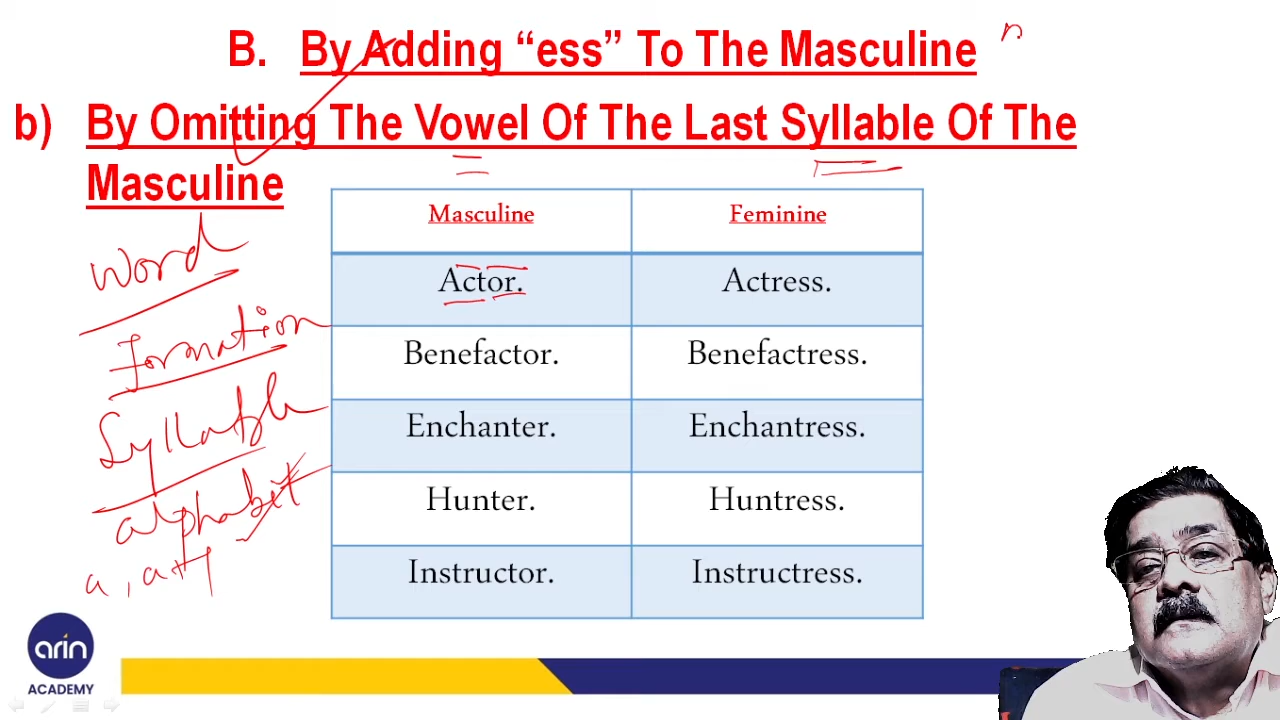 B. By Adding “ess” To The Masculine
n
b) By Omitting The Vowel Of The Last Syllable Of The
Masculine
Masculine Feminine
Actor. Actress.
Benefactor. Benefactress.
Enchanter. Enchantress.
Hunter. Huntress.
Instructor. Instructress.
Word
Formation
Syllable
alphabet
a,
arin
ACADEMY